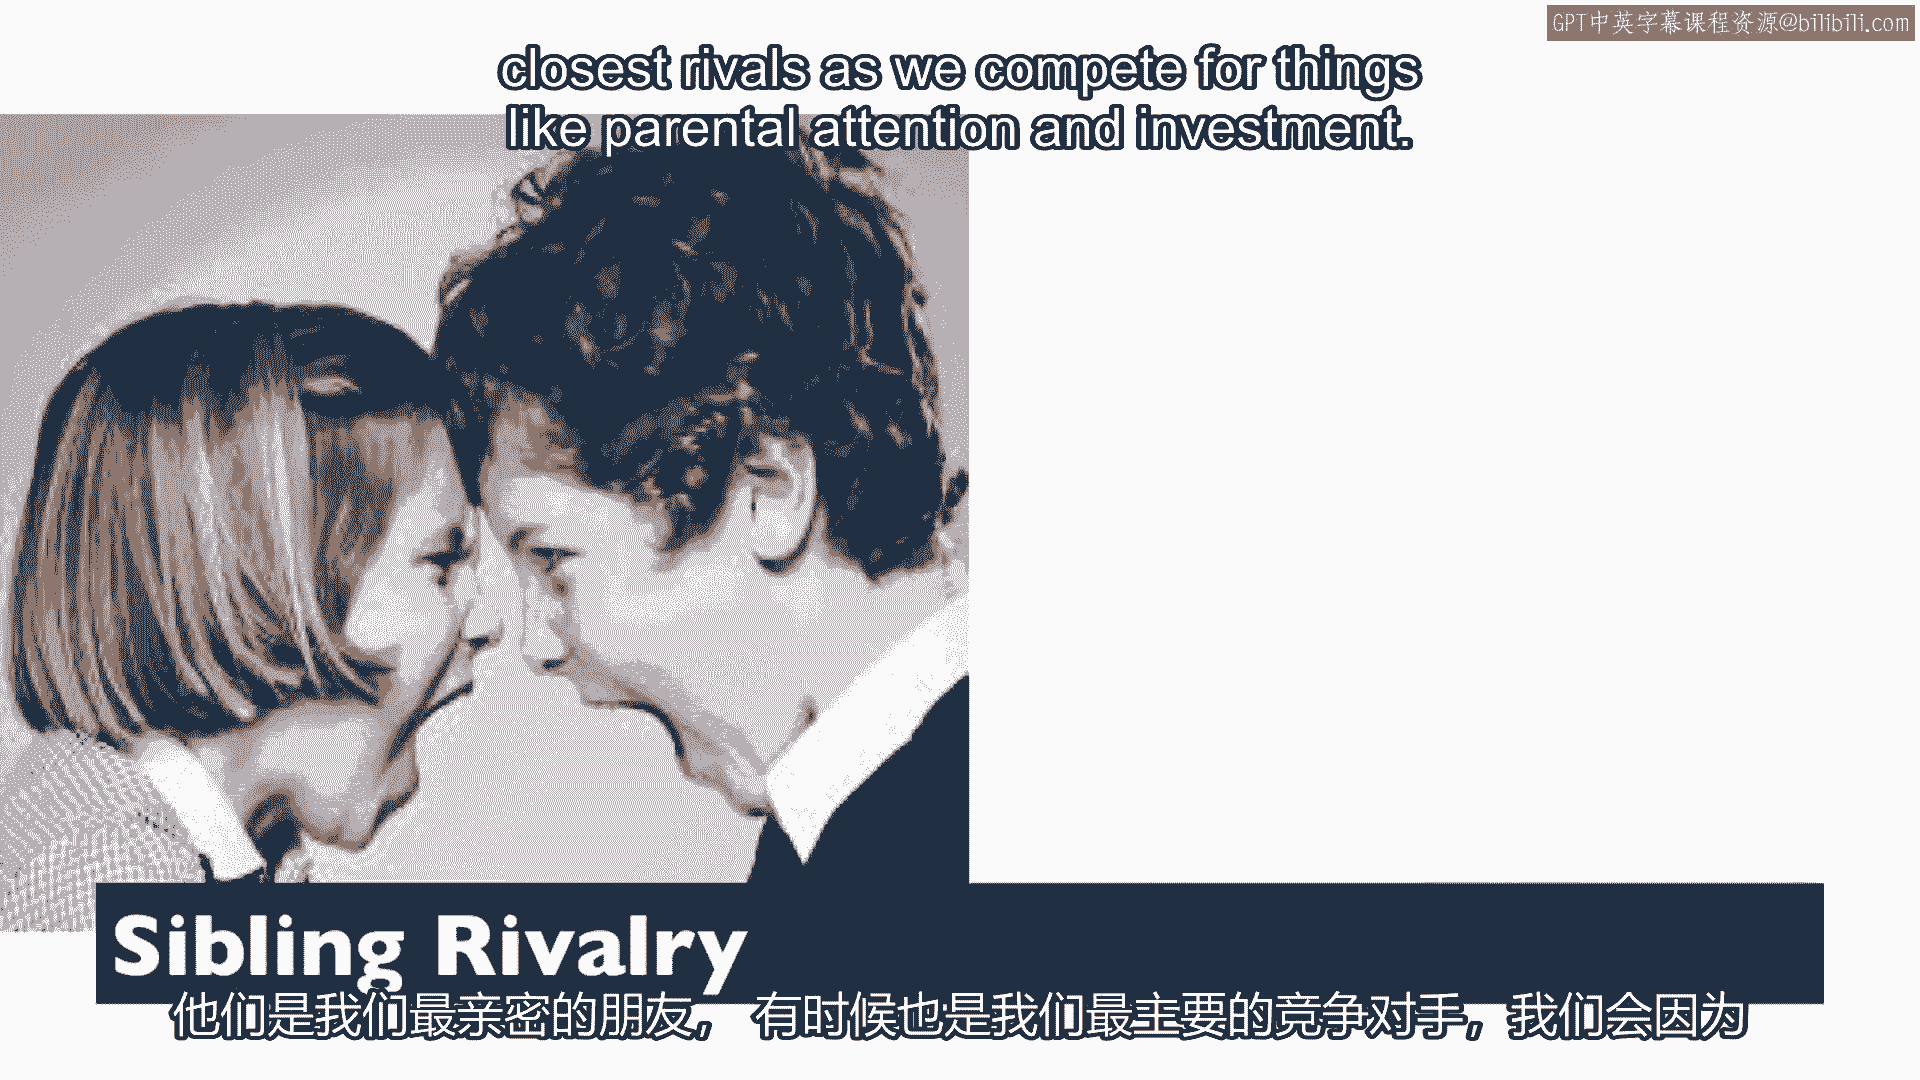 GPT中英字幕课程资源@bilibili.com
closest rivals as we compete for things
like parental attention and investment.
Sibling Rivalry
他们是我们最亲密的朋友， 有时候也是我们最主要的竞争对手，我们会因为